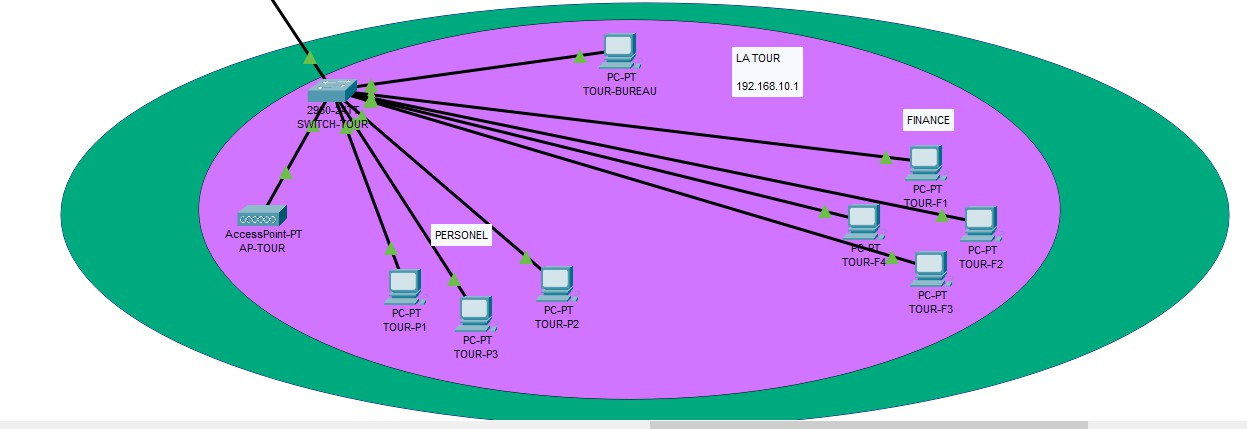 PC-PT
TOUR-BUREAU
LA TOUR
192.168.10.1
2960-24TT
SWITCH-TOUR
FINANCE
PC-PT
TOUR-F1
AccessPoint-PT
AP-TOUR
PERSONEL
PC-PT
TOUR-F4
PC-PT
TOUR-F2
PC-PT
TOUR-F3
PC-PT
TOUR-P1
PC-PT
TOUR-P3
PC-PT
TOUR-P2